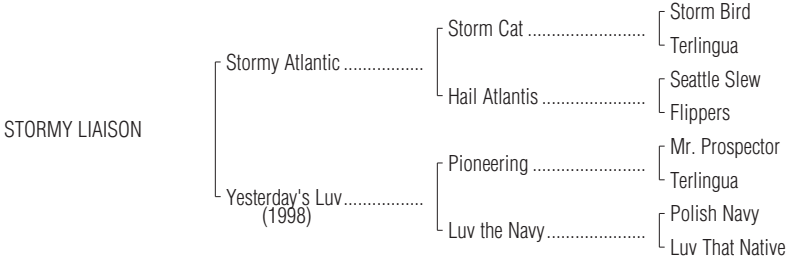 Storm Bird
Storm Cat ..........................
Terlingua
Stormy Atlantic .................
Seattle Slew
Hail Atlantis ......................
Flippers
STORMY LIAISON
Mr. Prospector
Pioneering ........................
Terlingua
Yesterday's Luv.................
(1998)
Polish Navy
Luv the Navy.....................
Luv That Native